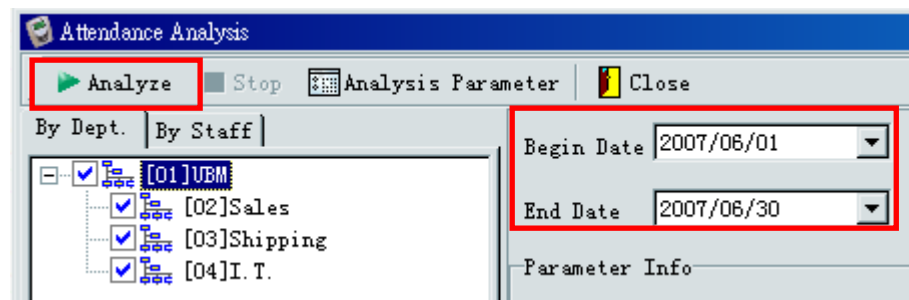 Attendance Analysis
Analyze Stop Analysis Parameter Close
By Dept. By Staff
Begin Date 2007/06/01
[01]UBM
[02]Sales
End Date 2007/06/30
[03]Shipping
[04]I.T.
Parameter Info